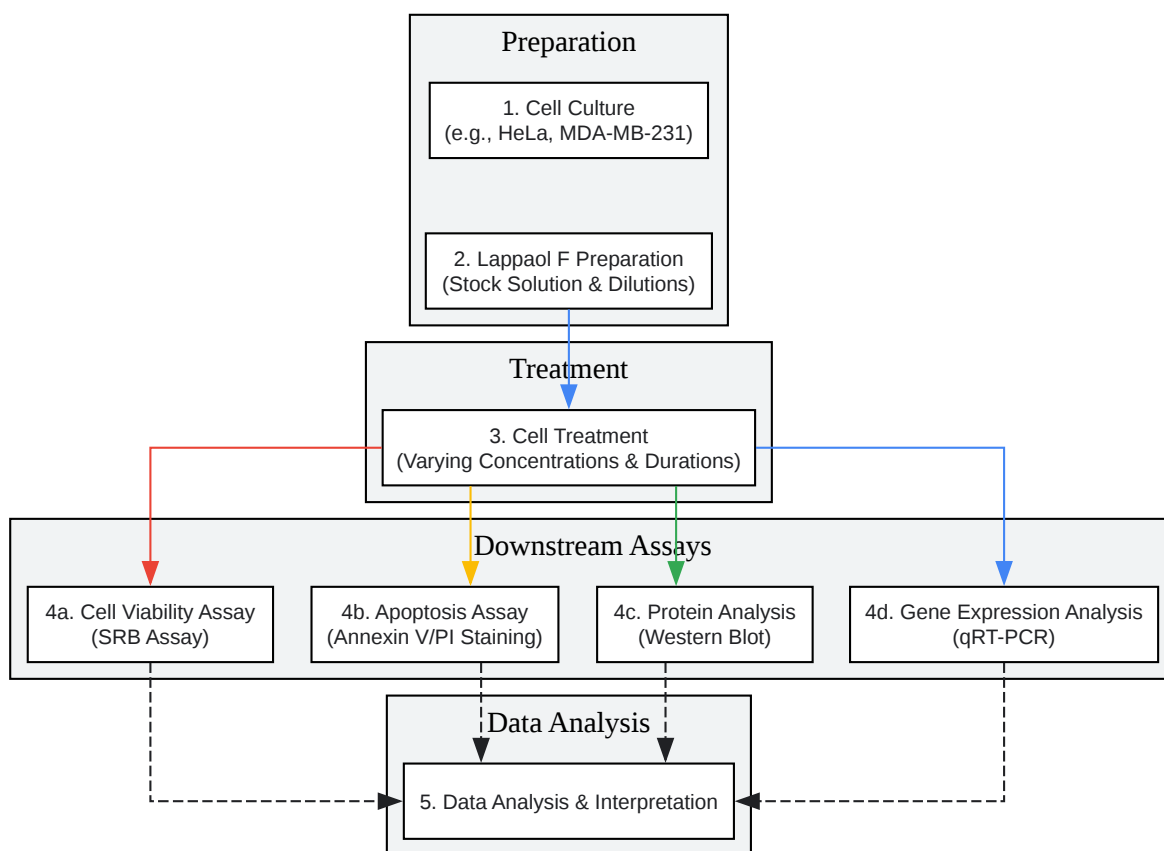 Preparation
1. Cell Culture
(e.g., HeLa, MDA-MB-231)
2. Lappaol F Preparation
(Stock Solution & Dilutions)
Treatment
3. Cell Treatment
(Varying Concentrations & Durations)
Downstream Assays
4a. Cell Viability Assay
(SRB Assay)
4b. Apoptosis Assay
(Annexin V/PI Staining)
4c. Protein Analysis
(Western Blot)
4d. Gene Expression Analysis
(qRT-PCR)
Data Analysis
5. Data Analysis & Interpretation